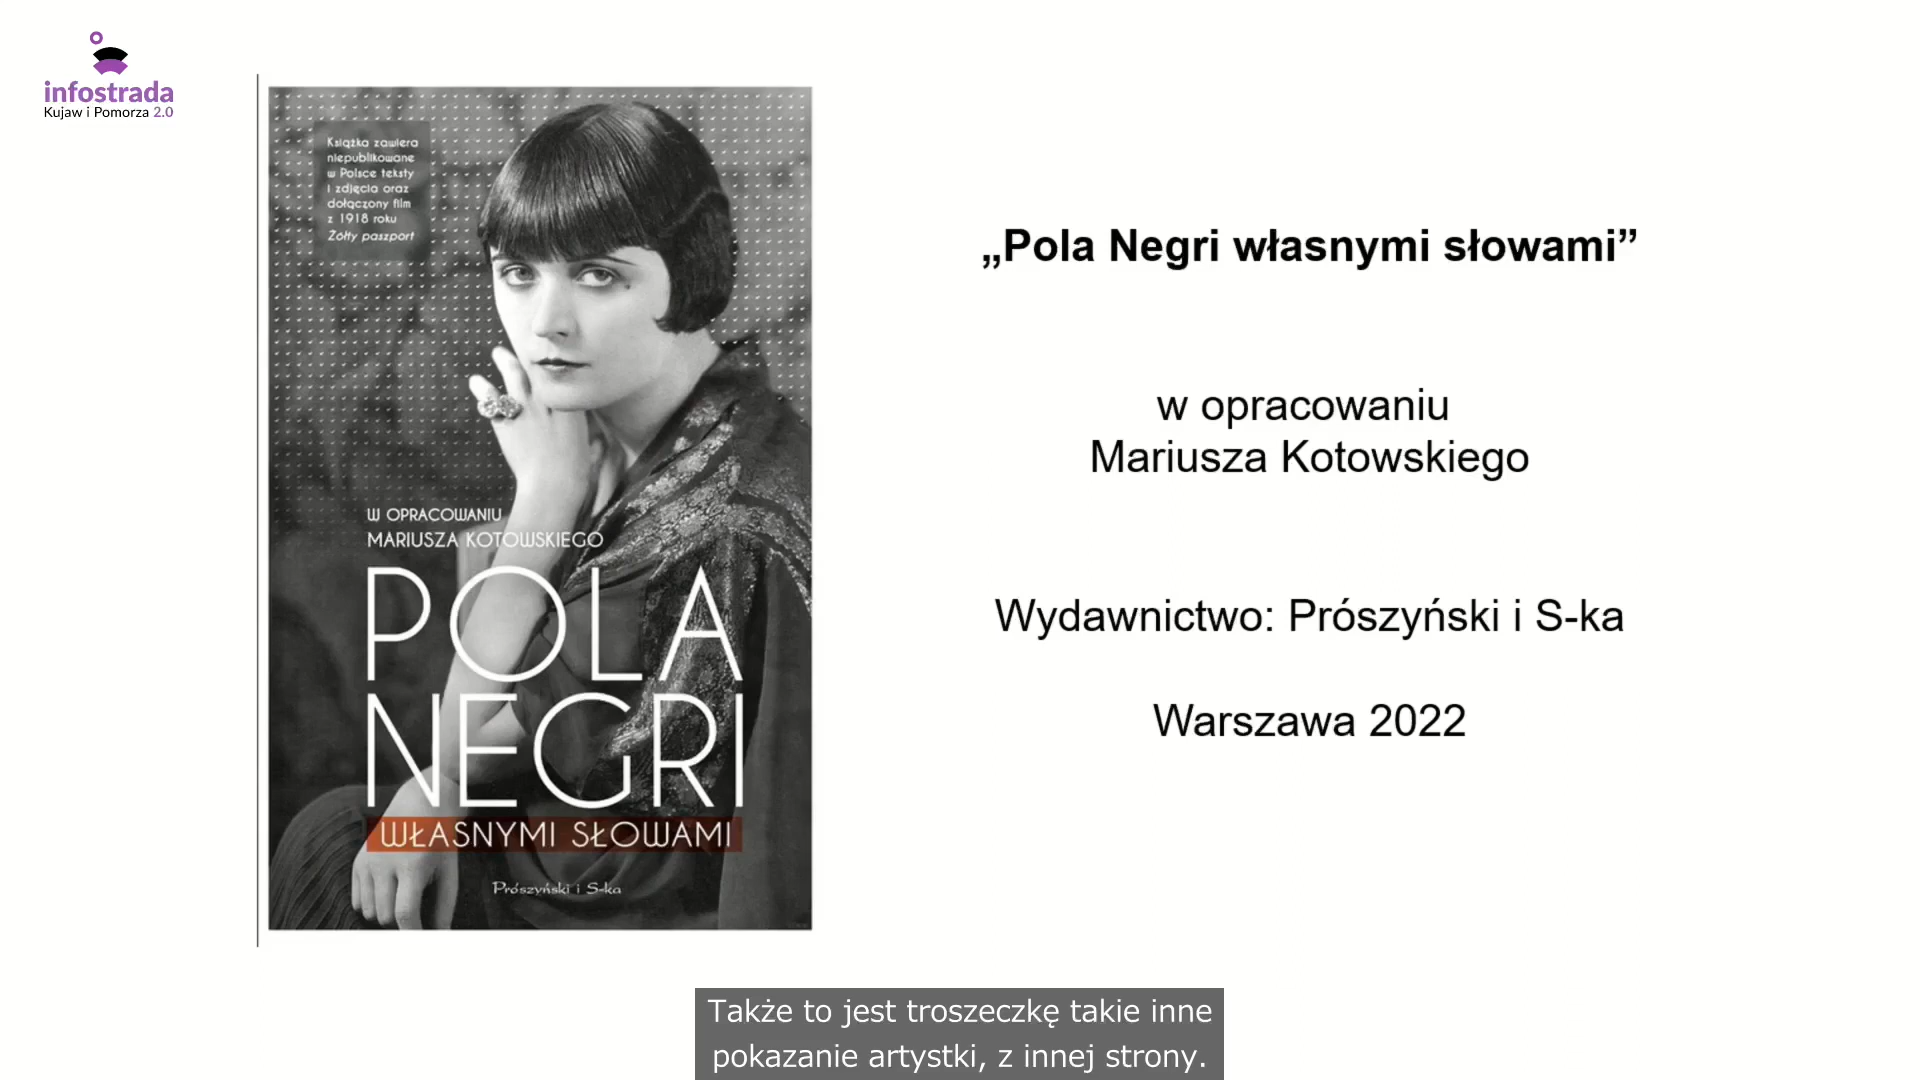 infostrada
Kujaw i Pomorza 2.0
Książka zawiera
niepublikowane
w Polsce teksty
i zdjęcia oraz
dołączony film
z 1918 roku
Żółty paszport
W OPRACOWANIU
MARIUSZA KOTOWSKIEGO
POLA
NEGRI
WŁASNYMI SŁOWAMI
Prószyński i S-ka
„Pola Negri własnymi słowami”
w opracowaniu
Mariusza Kotowskiego
Wydawnictwo: Prószyński i S-ka
Warszawa 2022
Także to jest troszeczkę takie inne
pokazanie artystki, z innej strony.